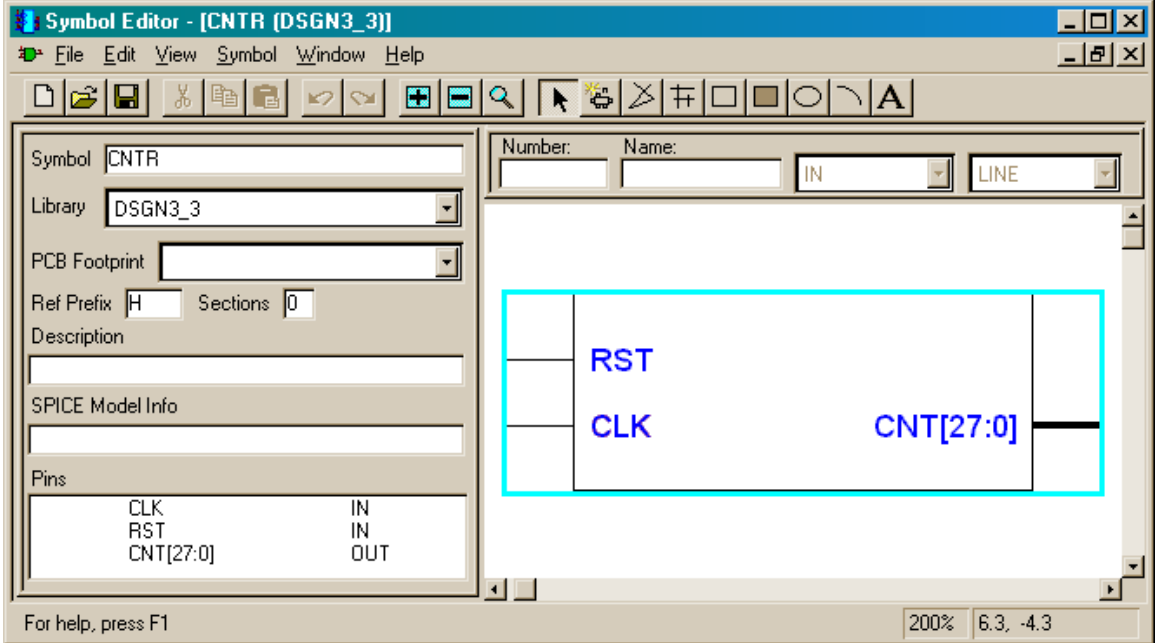 Symbol Editor - [CNTR (DSGN3_3)]
File Edit View Symbol Window Help
A
Symbol CNTR
Library DSGN3_3
PCB Footprint
Ref Prefix H Sections 0
Description
SPICE Model Info
Pins
CLK IN
RST IN
CNT[27:0] OUT
Number: Name:
IN LINE
RST
CLK CNT[27:0]
For help, press F1 200% 6.3, -4.3